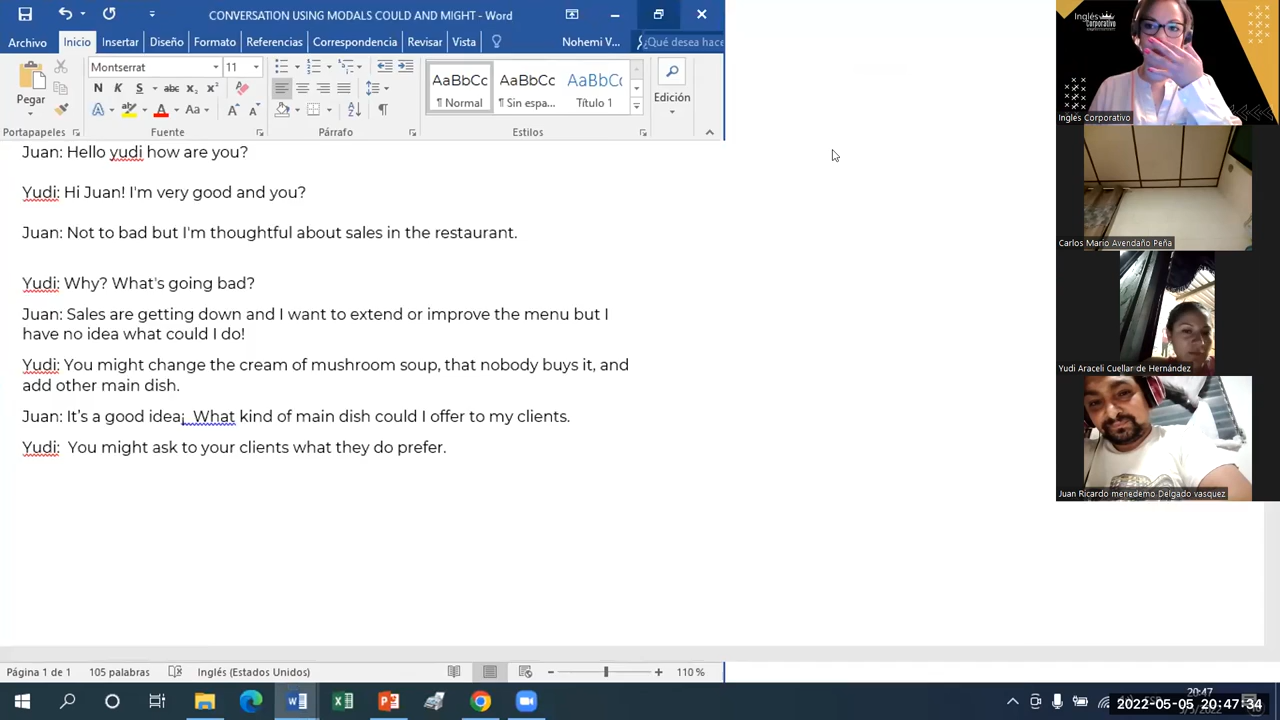 CONVERSATION USING MODALS COULD AND MIGHT - Word
Archivo Inicio Insertar Diseño Formato Referencias Correspondencia Revisar Vista Nohemi V... ¿Qué desea hace
Pegar
Montserrat 11
N K S abc x₂ x²
AaBbCc AaBbCc AaBbCc
¶ Normal ¶ Sin espa... Título 1
Edición
Portapapeles Fuente Párrafo Estilos
Juan: Hello yudi how are you?
Yudi: Hi Juan! I'm very good and you?
Juan: Not to bad but I'm thoughtful about sales in the restaurant.
Yudi: Why? What's going bad?
Juan: Sales are getting down and I want to extend or improve the menu but I
have no idea what could I do!
Yudi: You might change the cream of mushroom soup, that nobody buys it, and
add other main dish.
Juan: It's a good idea¡ What kind of main dish could I offer to my clients.
Yudi: You might ask to your clients what they do prefer.
Inglés
Corporativo
Inglés Corporativo
Carlos Mario Avendaño Peña
Yudi Araceli Cuellar de Hernández
Juan Ricardo menedemo Delgado vasquez
Página 1 de 1 105 palabras Inglés (Estados Unidos) 110 %
20:47
2022-05-05 20:47:34